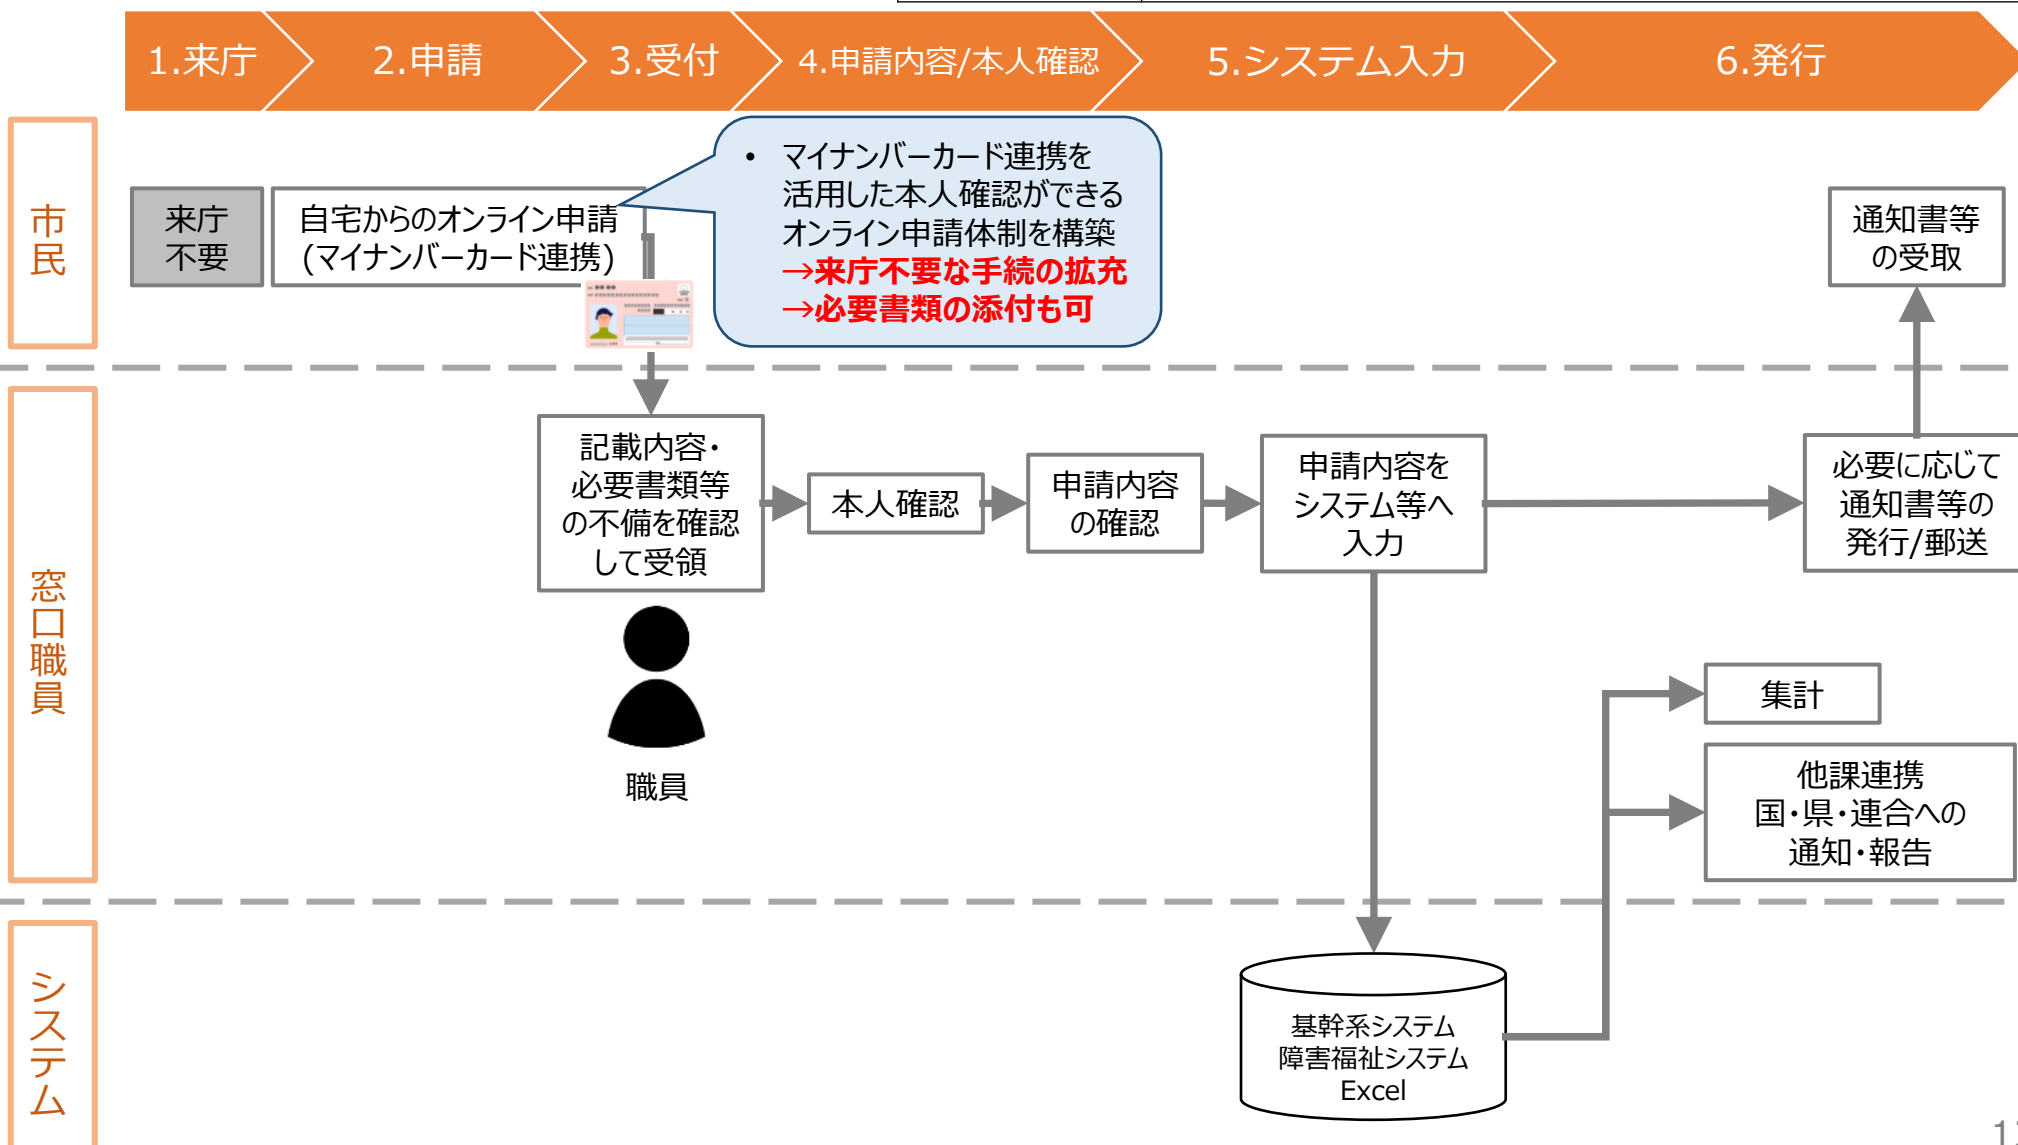 1.来庁
2.申請
3.受付
4.申請内容/本人確認
5.システム入力
6.発行
市民
来庁
不要
自宅からのオンライン申請
(マイナンバーカード連携)
• マイナンバーカード連携を
活用した本人確認ができる
オンライン申請体制を構築
→来庁不要な手続の拡充
→必要書類の添付も可
通知書等
の受取
窓口職員
記載内容・
必要書類等
の不備を確認
して受領
本人確認
申請内容
の確認
申請内容を
システム等へ
入力
必要に応じて
通知書等の
発行/郵送
職員
集計
他課連携
国・県・連合への
通知・報告
システム
基幹系システム
障害福祉システム
Excel